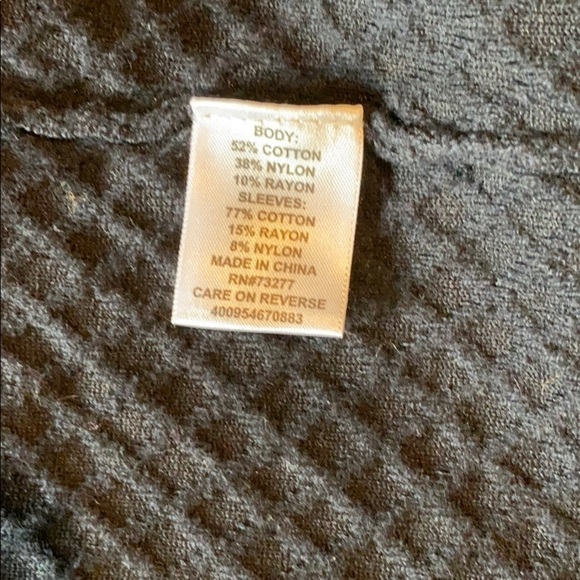 BODY:
52% COTTON
38% NYLON
10% RAYON
SLEEVES:
77% COTTON
15% RAYON
8% NYLON
MADE IN CHINA
RN#73277
CARE ON REVERSE
400954670883